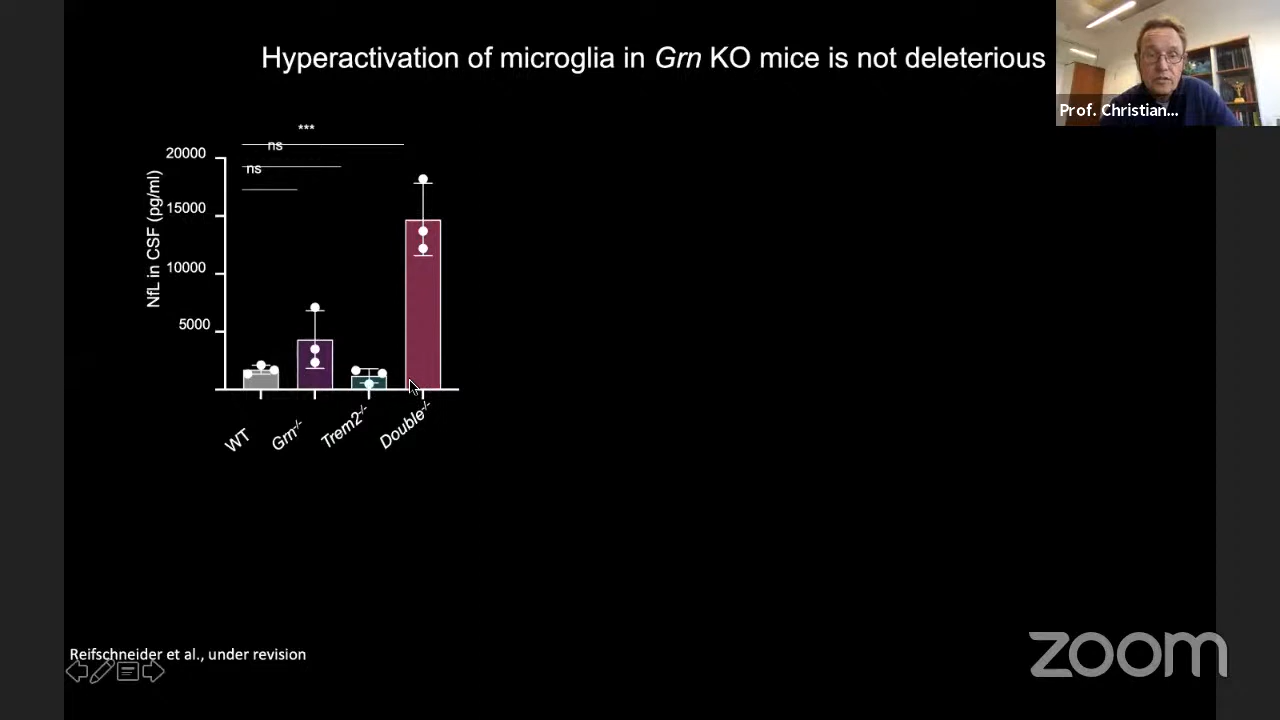 Hyperactivation of microglia in Grn KO mice is not deleterious
Prof. Christian...
***
ns
ns
20000
15000
10000
5000
NfL in CSF (pg/ml)
WT
Grn-/-
Trem2-/-
Double-/-
Reifschneider et al., under revision
zoom